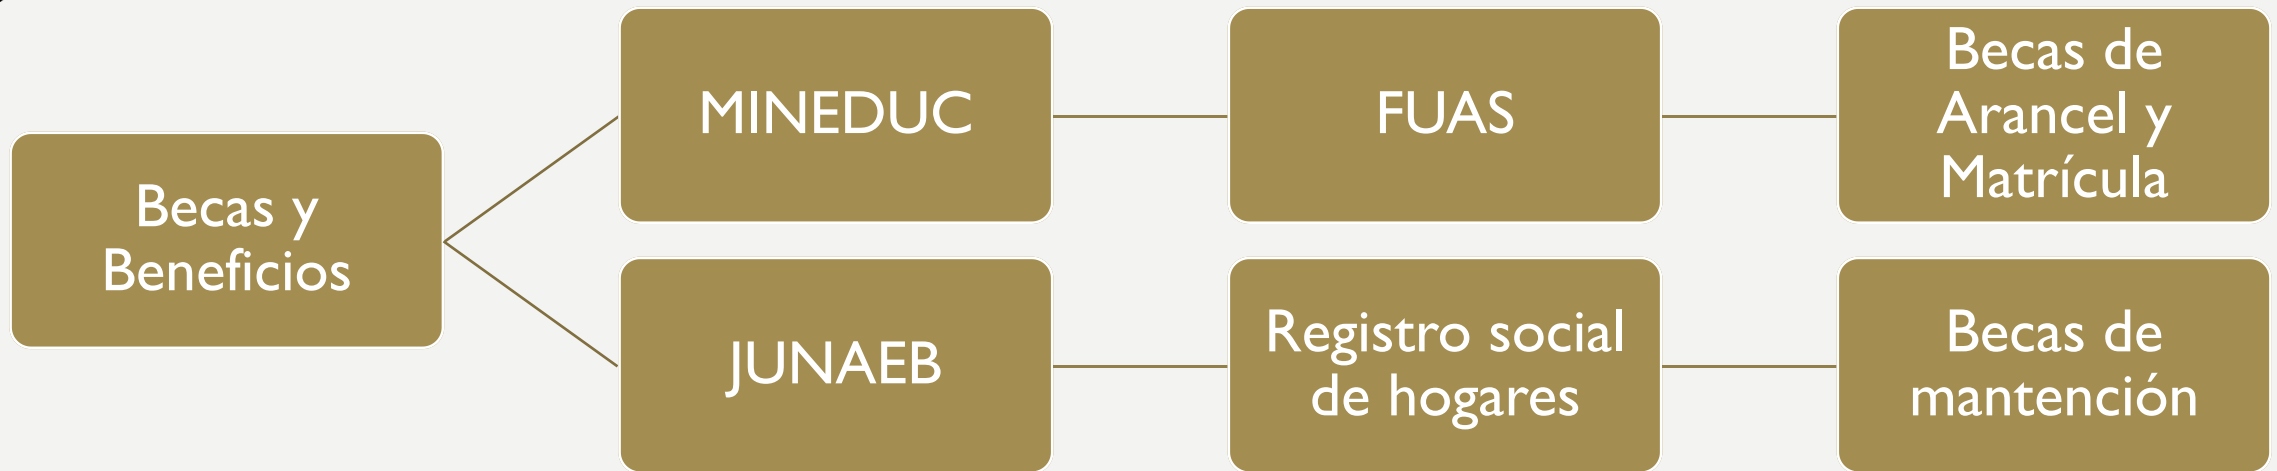 Becas y
Beneficios
MINEDUC
FUAS
Becas de
Arancel y
Matrícula
JUNAEB
Registro social
de hogares
Becas de
mantención